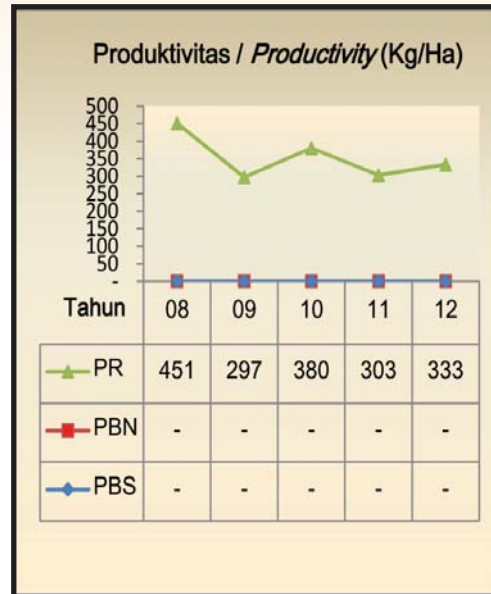 Produktivitas / Productivity (Kg/Ha)
500
450
400
350
300
250
200
150
100
50
-
Tahun 08 09 10 11 12
PR 451 297 380 303 333
PBN - - - - -
PBS - - - - -